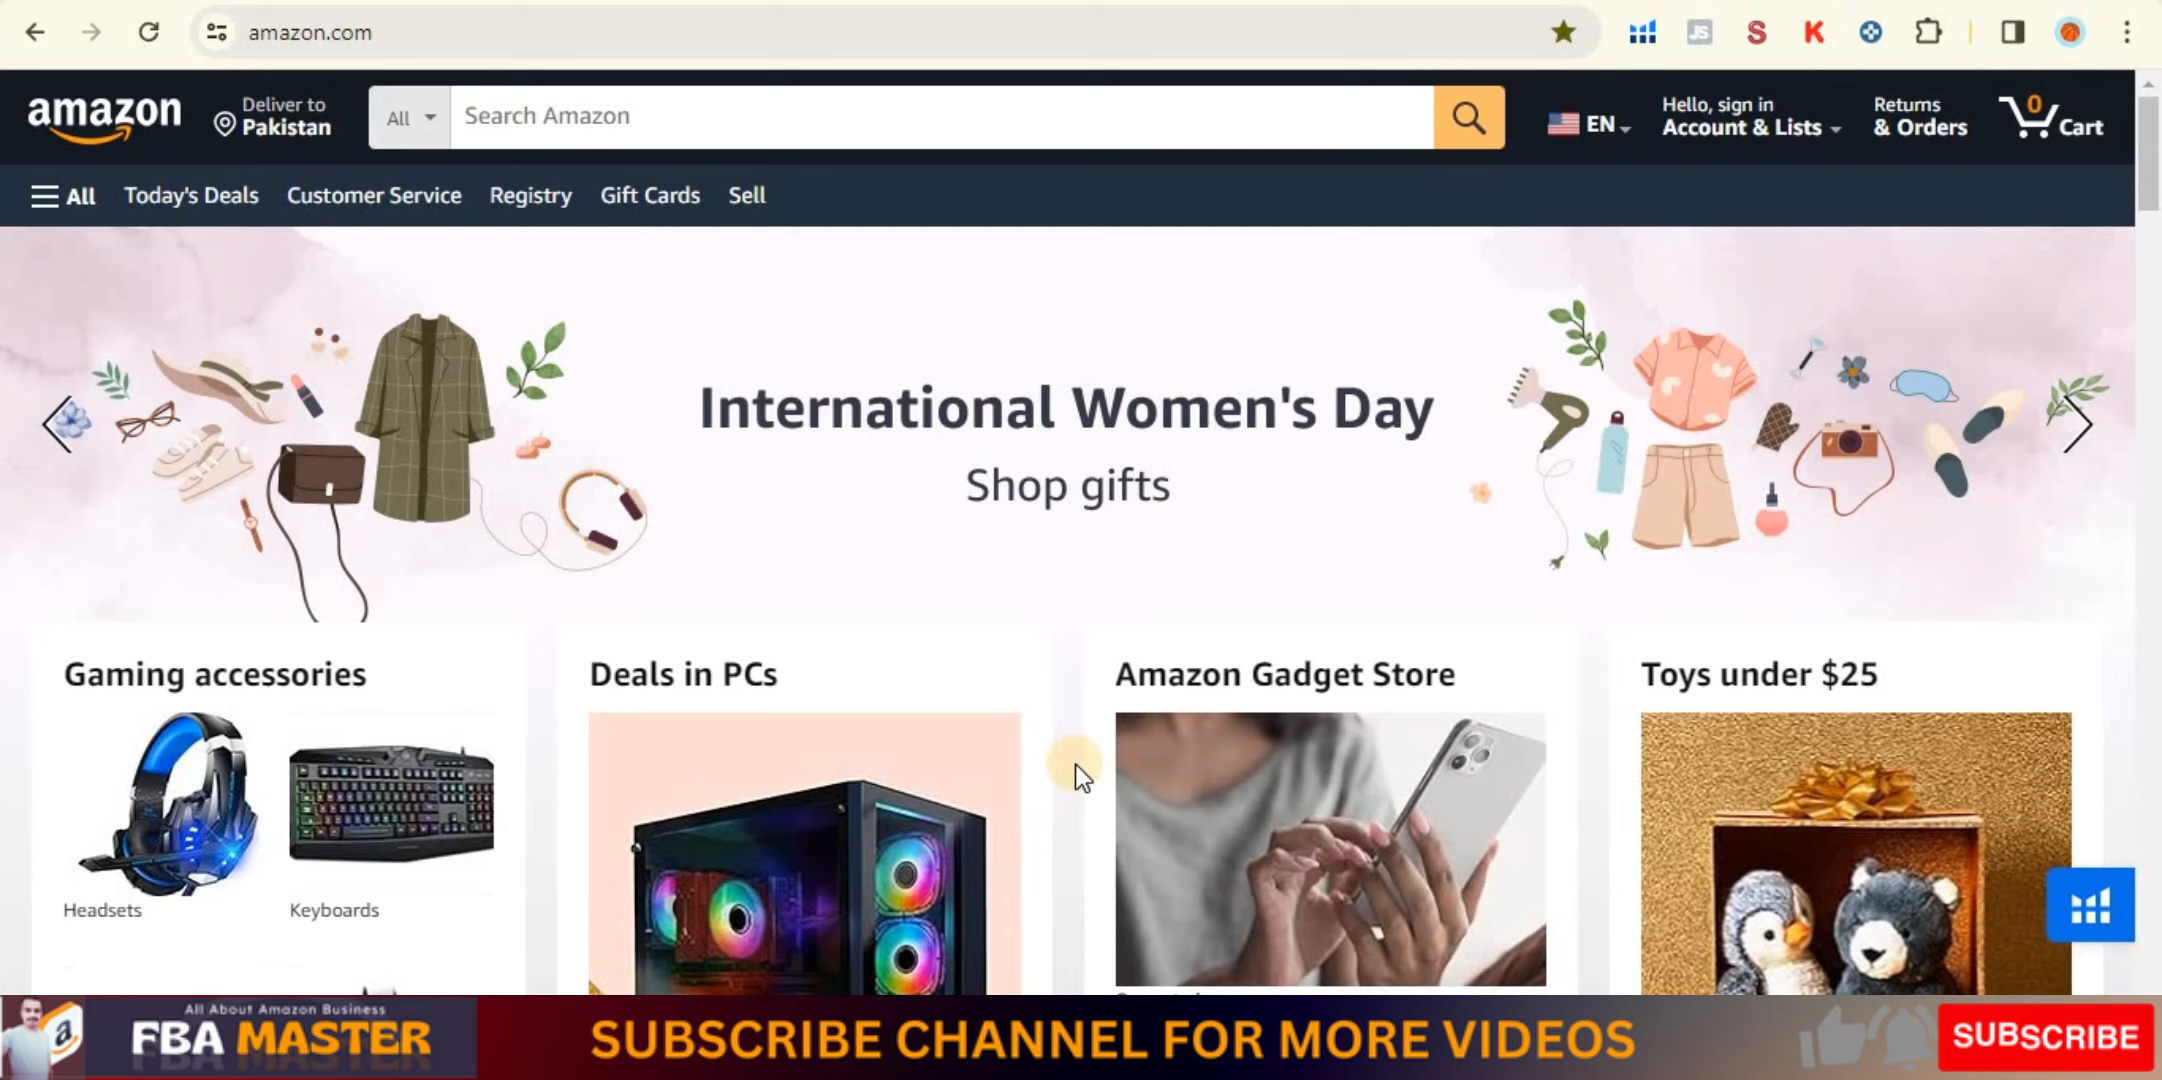 amazon.com
JS
S
K
amazon
Deliver to
Pakistan
All
Search Amazon
EN
Hello, sign in
Account & Lists
Returns
& Orders
0
Cart
All
Today's Deals
Customer Service
Registry
Gift Cards
Sell
International Women's Day
Shop gifts
Gaming accessories
Deals in PCs
Amazon Gadget Store
Toys under $25
Headsets
Keyboards
a
All About Amazon Business
FBA MASTER
SUBSCRIBE CHANNEL FOR MORE VIDEOS
SUBSCRIBE